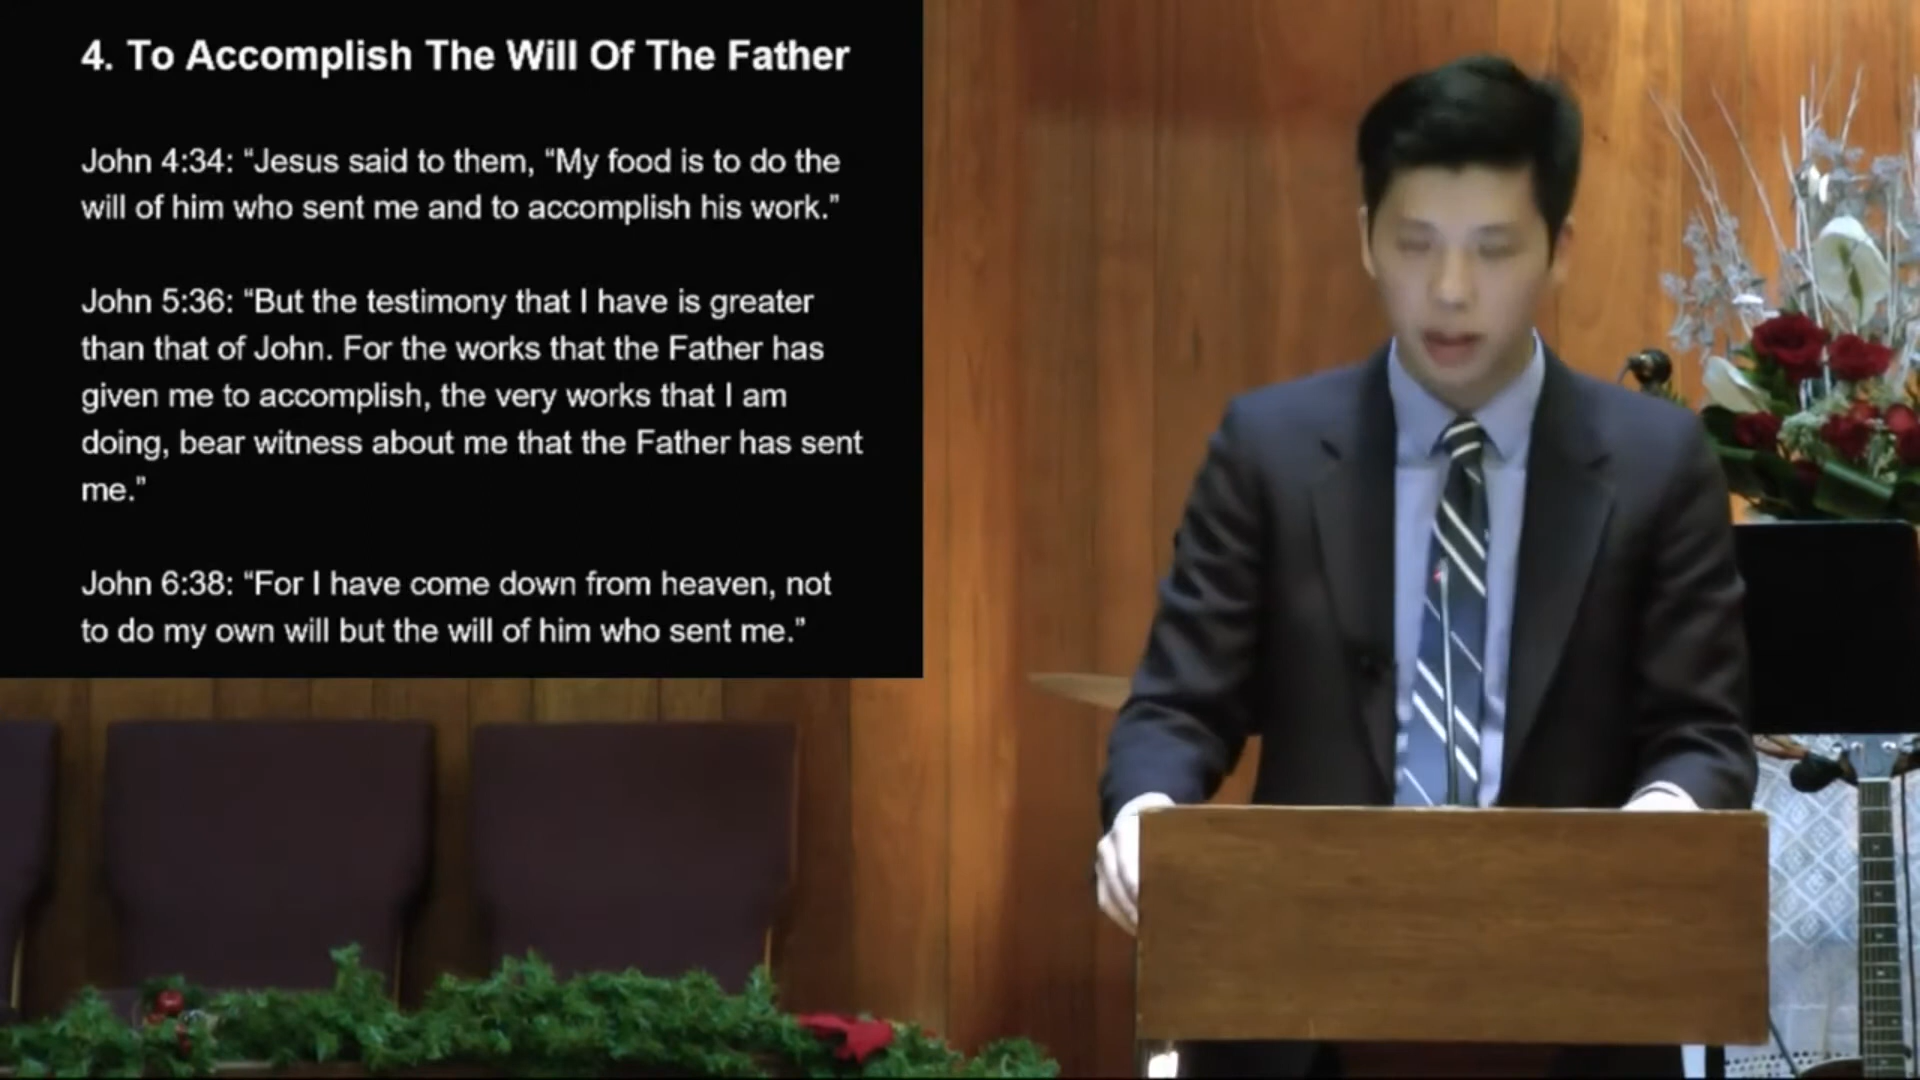 4. To Accomplish The Will Of The Father
John 4:34: “Jesus said to them, “My food is to do the
will of him who sent me and to accomplish his work.”
John 5:36: “But the testimony that I have is greater
than that of John. For the works that the Father has
given me to accomplish, the very works that I am
doing, bear witness about me that the Father has sent
me.”
John 6:38: “For I have come down from heaven, not
to do my own will but the will of him who sent me.”